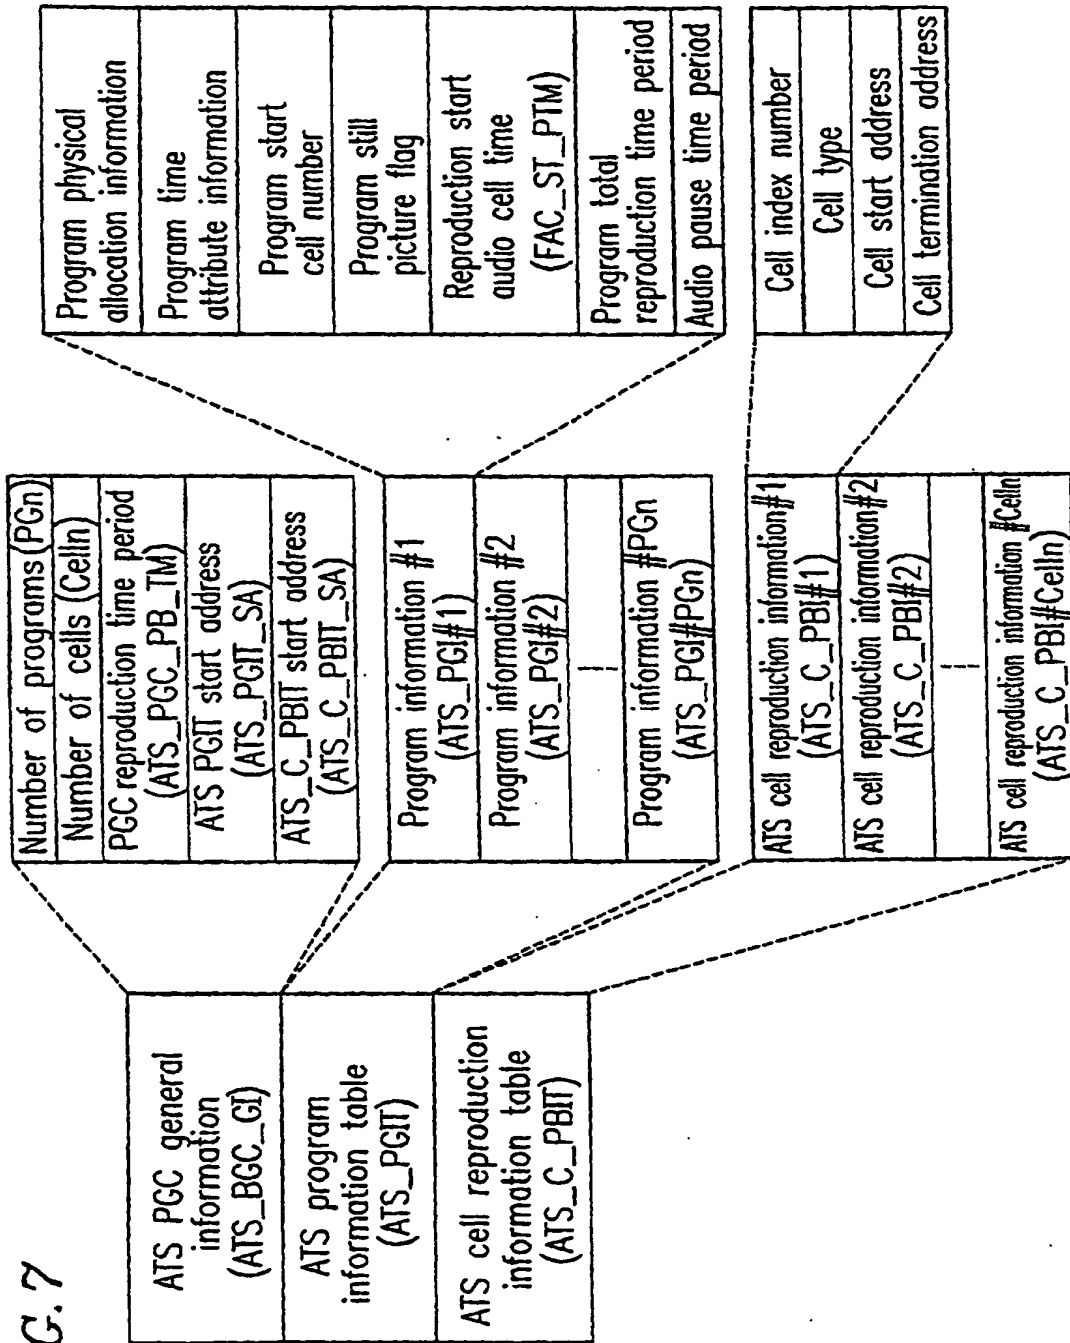 G. 7
ATS PGC general
information
(ATS_BGC_GI)
ATS program
information table
(ATS_PGIT)
ATS cell reproduction
information table
(ATS_C_PBIT)
Number of programs(PGn)
Number of cells(Celln)
PGC reproduction time period
(ATS_PGC_PB_TM)
ATS PGIT start address
(ATS_PGIT_SA)
ATS_C_PBIT start address
(ATS_C_PBIT_SA)
Program information #1
(ATS_PGI#1)
Program information #2
(ATS_PGI#2)
Program information #PGn
(ATS_PGI#PGn)
ATS cell reproduction information#1
(ATS_C_PBI#1)
ATS cell reproduction information#2
(ATS_C_PBI#2)
ATS cell reproduction information #Celln
(ATS_C_PBI#Celln)
Program physical
allocation information
Program time
attribute information
Program start
cell number
Program still
picture flag
Reproduction start
audio cell time
(FAC_ST_PTM)
Program total
reproduction time period
Audio pause time period
Cell index number
Cell type
Cell start address
Cell termination address